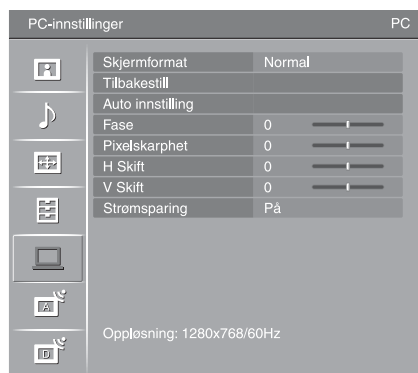 PC-innstillinger PC
Skjermformat Normal
Tilbakestill
Auto innstilling
Fase 0
Pixelskarphet 0
H Skift 0
V Skift 0
Strømsparing På
A
D
Oppløsning: 1280x768/60Hz